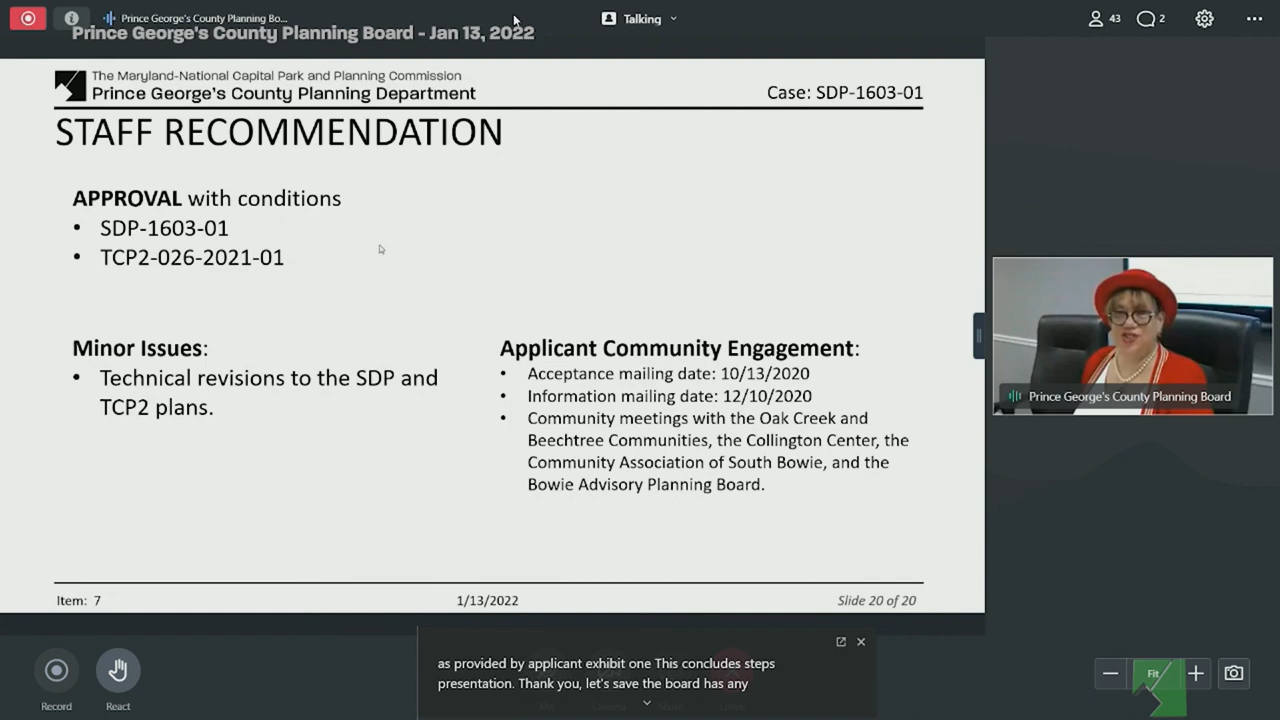 Prince George's County Planning Bo...
Talking
43
2
Prince George's County Planning Board - Jan 13, 2022
The Maryland-National Capital Park and Planning Commission
Prince George's County Planning Department
Case: SDP-1603-01
STAFF RECOMMENDATION
APPROVAL with conditions
• SDP-1603-01
• TCP2-026-2021-01
Minor Issues:
• Technical revisions to the SDP and
TCP2 plans.
Applicant Community Engagement:
• Acceptance mailing date: 10/13/2020
• Information mailing date: 12/10/2020
• Community meetings with the Oak Creek and
Beechtree Communities, the Collington Center, the
Community Association of South Bowie, and the
Bowie Advisory Planning Board.
Prince George's County Planning Board
Item: 7
1/13/2022
Slide 20 of 20
as provided by applicant exhibit one This concludes steps
presentation. Thank you, let's save the board has any
Record
React
Fit